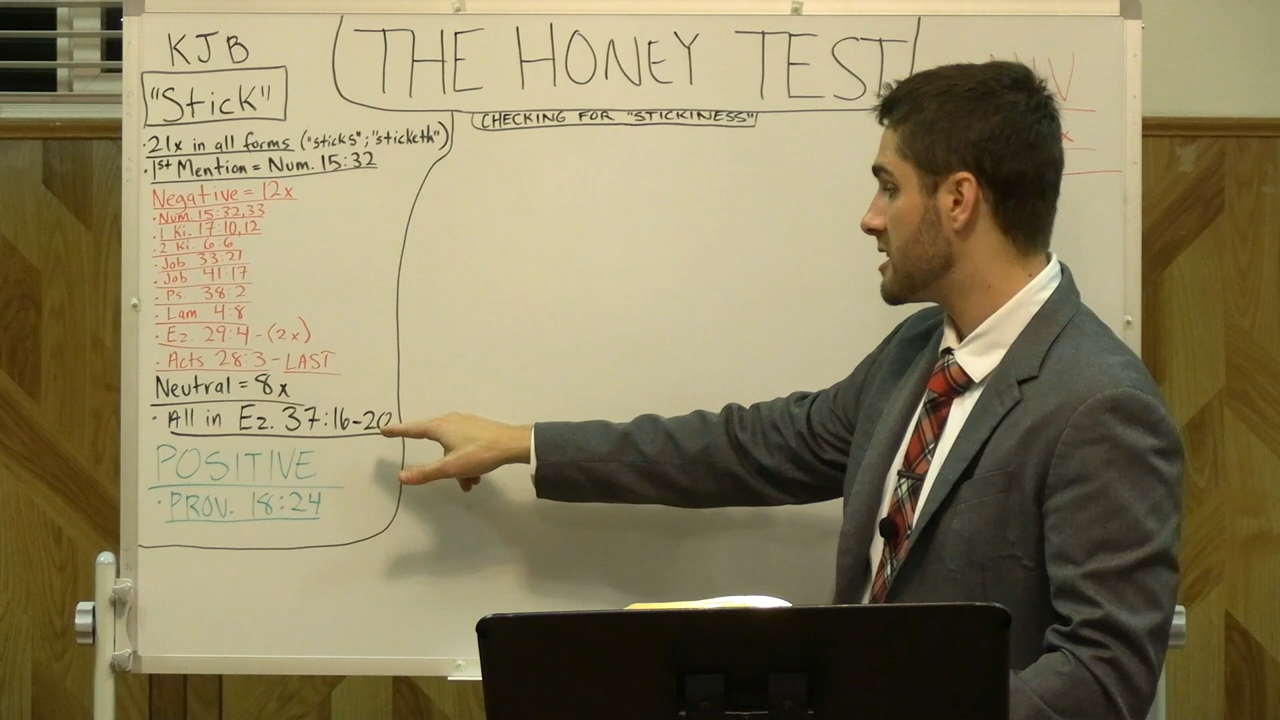 KJB
"Stick"
THE HONEY TEST
CHECKING FOR "STICKINESS"
· 21x in all forms ("sticks"; "sticketh")
· 1st Mention = Num. 15:32
Negative = 12x
· Num. 15:32,33
· 1 Ki. 17:10,12
· 2 Ki. 6:6
· Job 33:21
· Job 41:17
· Ps. 38:2
· Lam. 4:8
· Ez. 29:4 - (2x)
· Acts 28:3 - LAST
Neutral = 8x
· All in Ez. 37:16-20
POSITIVE
· PROV. 18:24